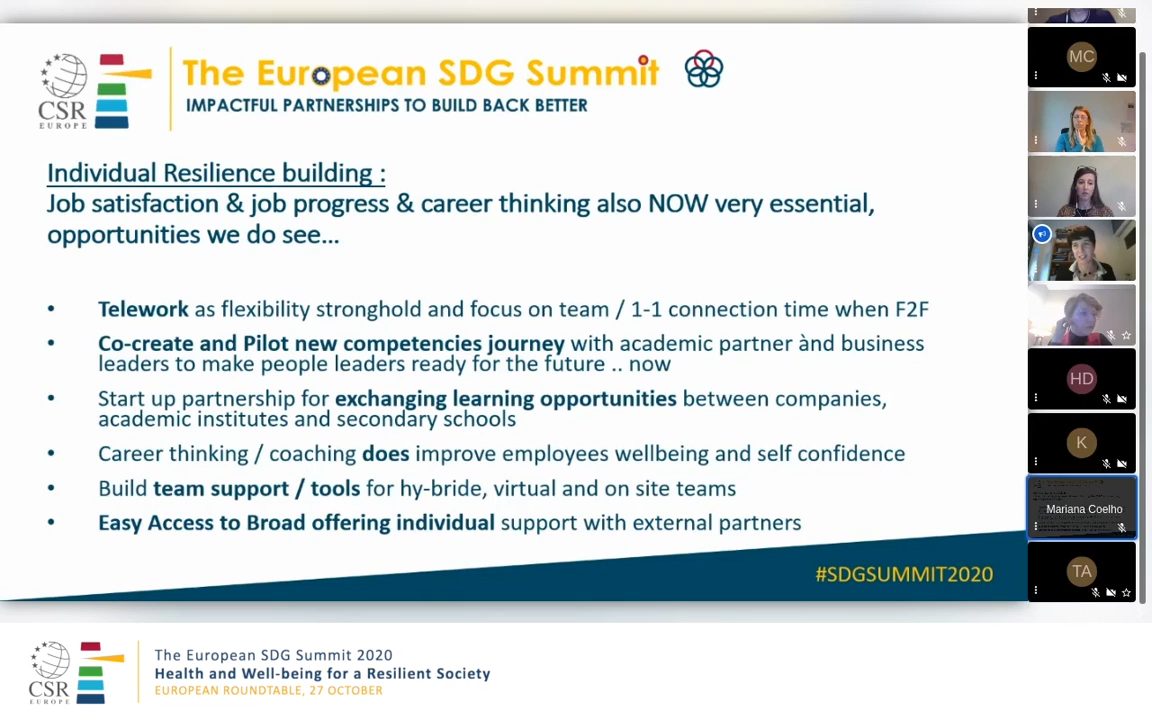 CSR
EUROPE
The European SDG Summit
IMPACTFUL PARTNERSHIPS TO BUILD BACK BETTER
Individual Resilience building :
Job satisfaction & job progress & career thinking also NOW very essential,
opportunities we do see...
• Telework as flexibility stronghold and focus on team / 1-1 connection time when F2F
• Co-create and Pilot new competencies journey with academic partner ànd business
leaders to make people leaders ready for the future .. now
• Start up partnership for exchanging learning opportunities between companies,
academic institutes and secondary schools
• Career thinking / coaching does improve employees wellbeing and self confidence
• Build team support / tools for hy-bride, virtual and on site teams
• Easy Access to Broad offering individual support with external partners
#SDGSUMMIT2020
MC
HD
K
Mariana Coelho
TA
CSR
EUROPE
The European SDG Summit 2020
Health and Well-being for a Resilient Society
EUROPEAN ROUNDTABLE, 27 OCTOBER